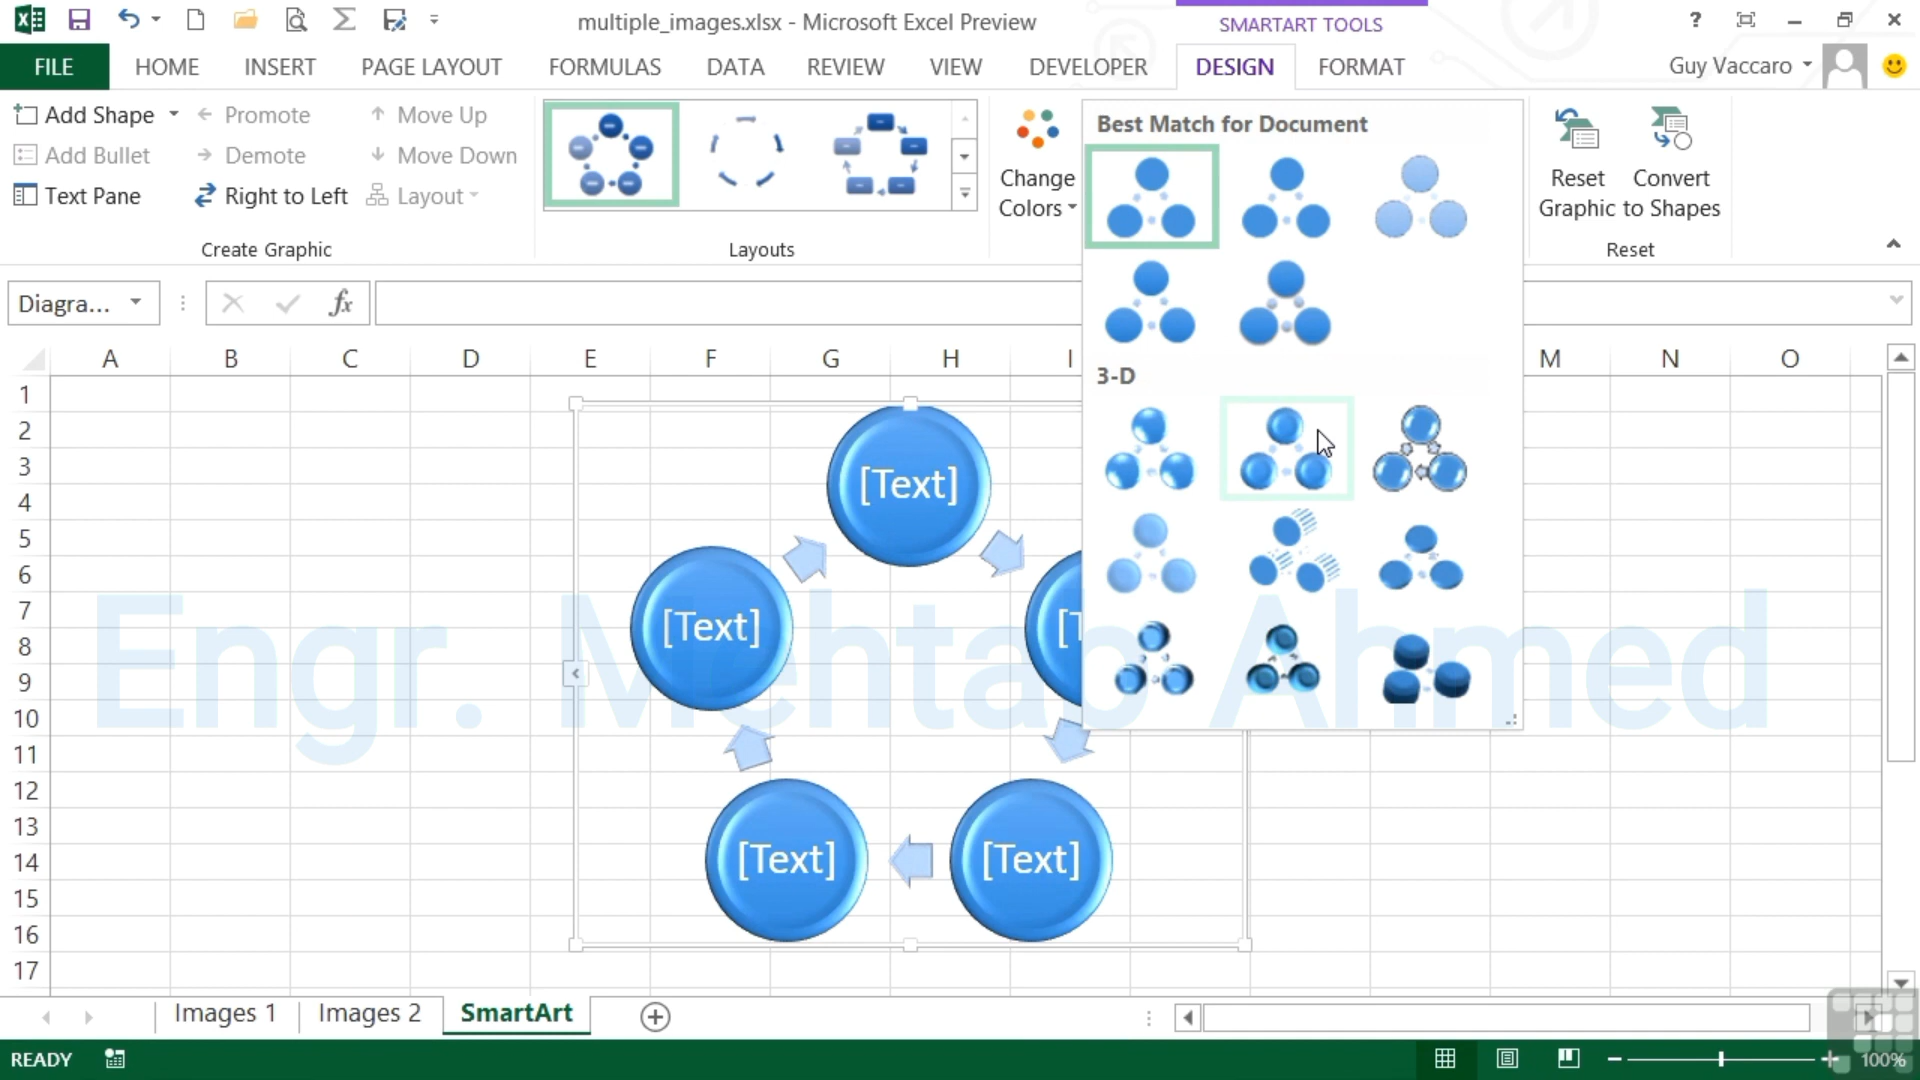 multiple_images.xlsx - Microsoft Excel Preview
SMARTART TOOLS
?
FILE HOME INSERT PAGE LAYOUT FORMULAS DATA REVIEW VIEW DEVELOPER DESIGN FORMAT
Guy Vaccaro
Add Shape Promote Move Up
Add Bullet Demote Move Down
Text Pane Right to Left Layout
Create Graphic
Layouts
Change
Colors
Best Match for Document
3-D
Reset
Graphic
Convert
to Shapes
Reset
Diagra...
fx
A B C D E F G H I M N O
1
2
3
4
5
6
7
8
9
10
11
12
13
14
15
16
17
[Text]
[Text]
[T
[Text]
[Text]
Engr. Mehtab Ahmed
Images 1 Images 2 SmartArt
READY
100%